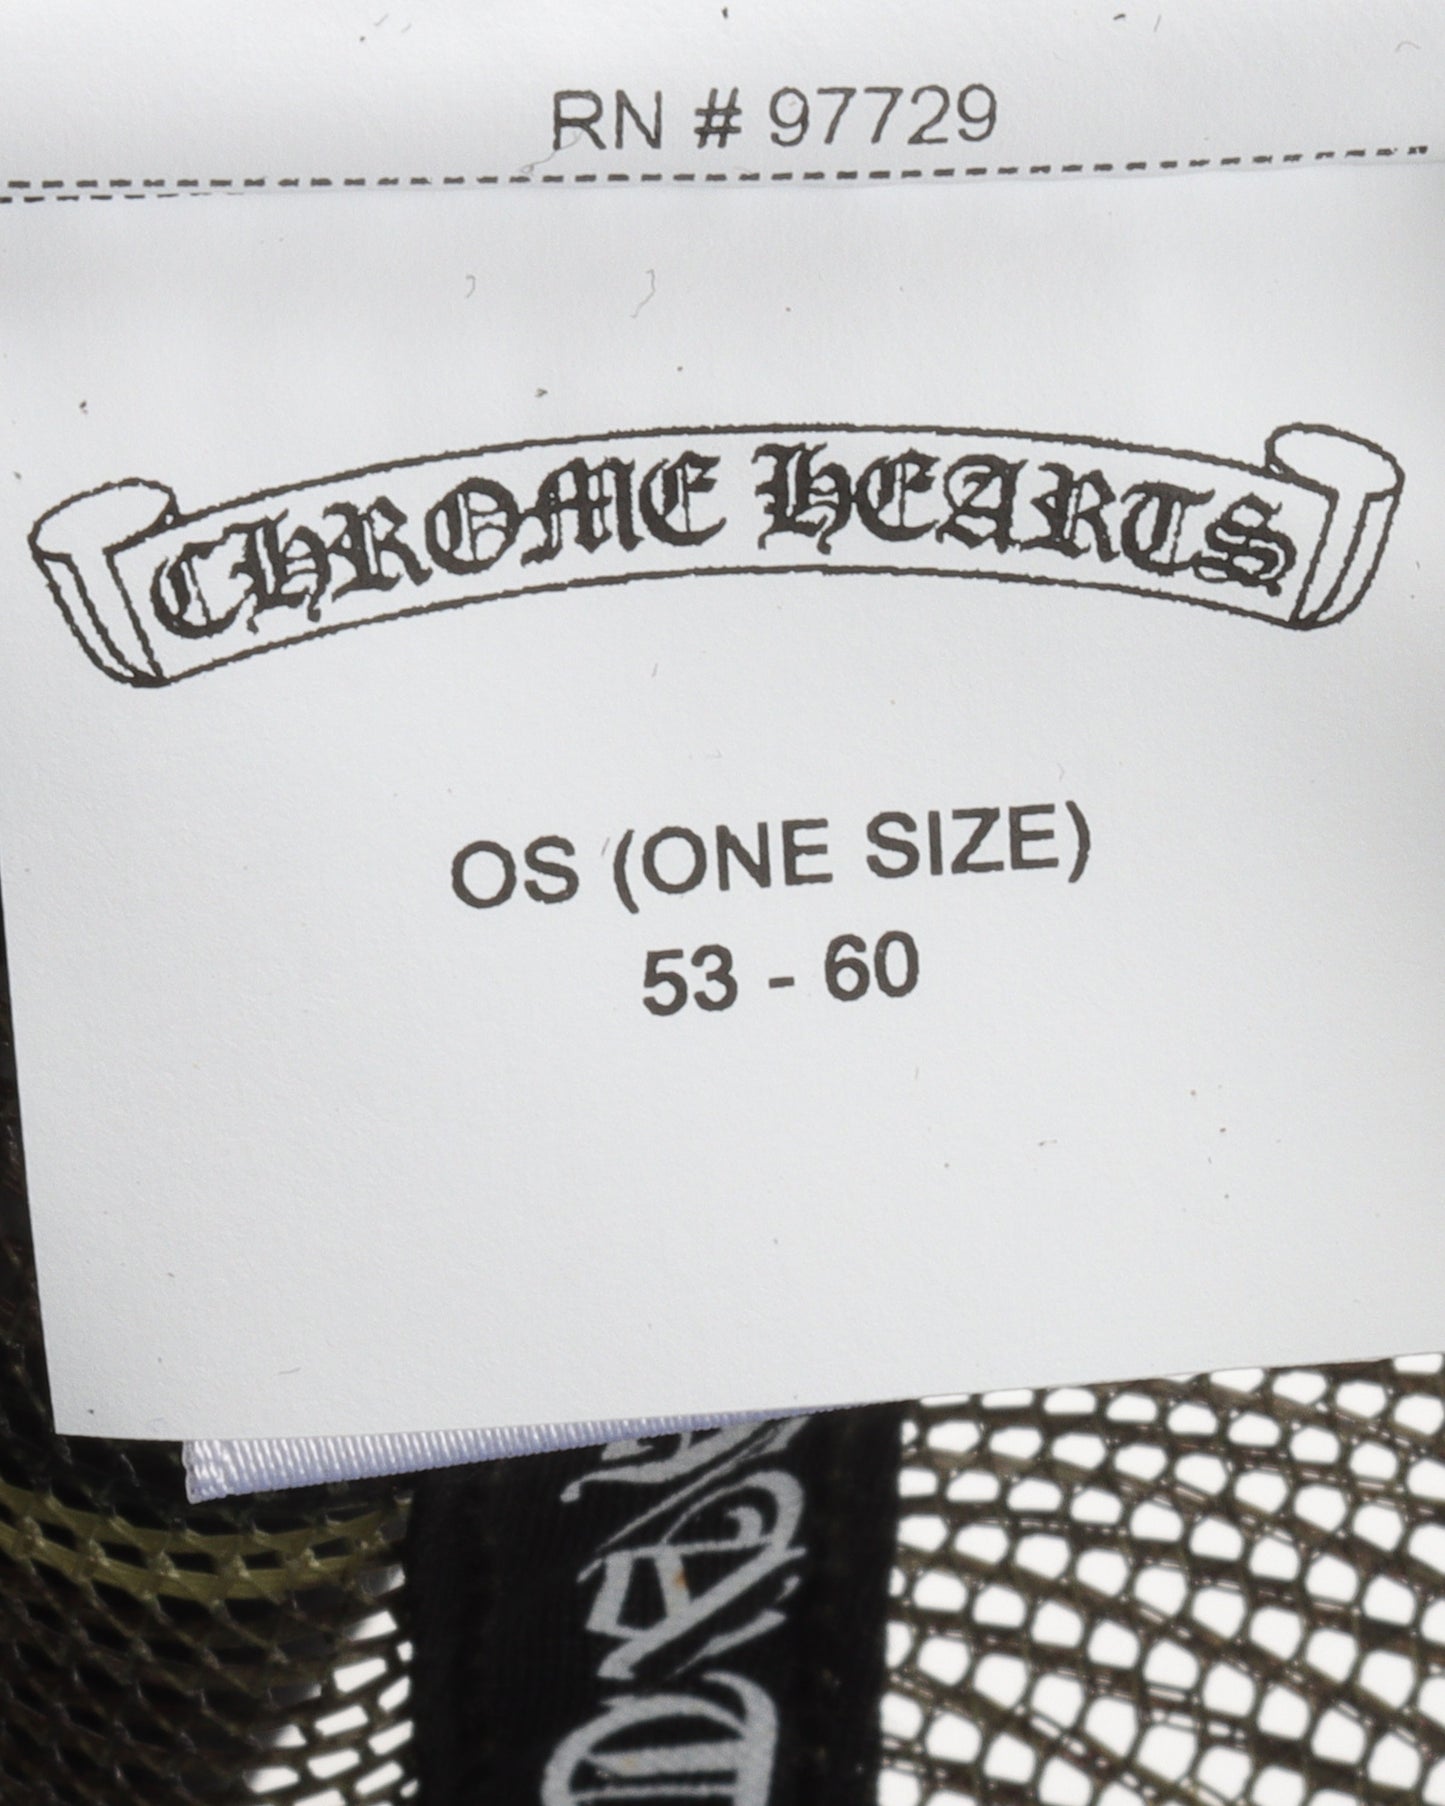 RN # 97729
CHROME HEARTS
OS (ONE SIZE)
53 - 60